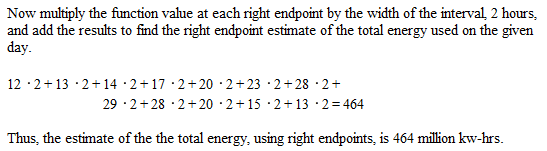 Now multiply the function value at each right endpoint by the width of the interval, 2 hours,
and add the results to find the right endpoint estimate of the total energy used on the given
day.
12 ·2+13 ·2+14 ·2+17 ·2+20 ·2+23 ·2+28 ·2+
29 ·2+28 ·2+20 ·2+15 ·2+13 ·2=464
Thus, the estimate of the the total energy, using right endpoints, is 464 million kw-hrs.